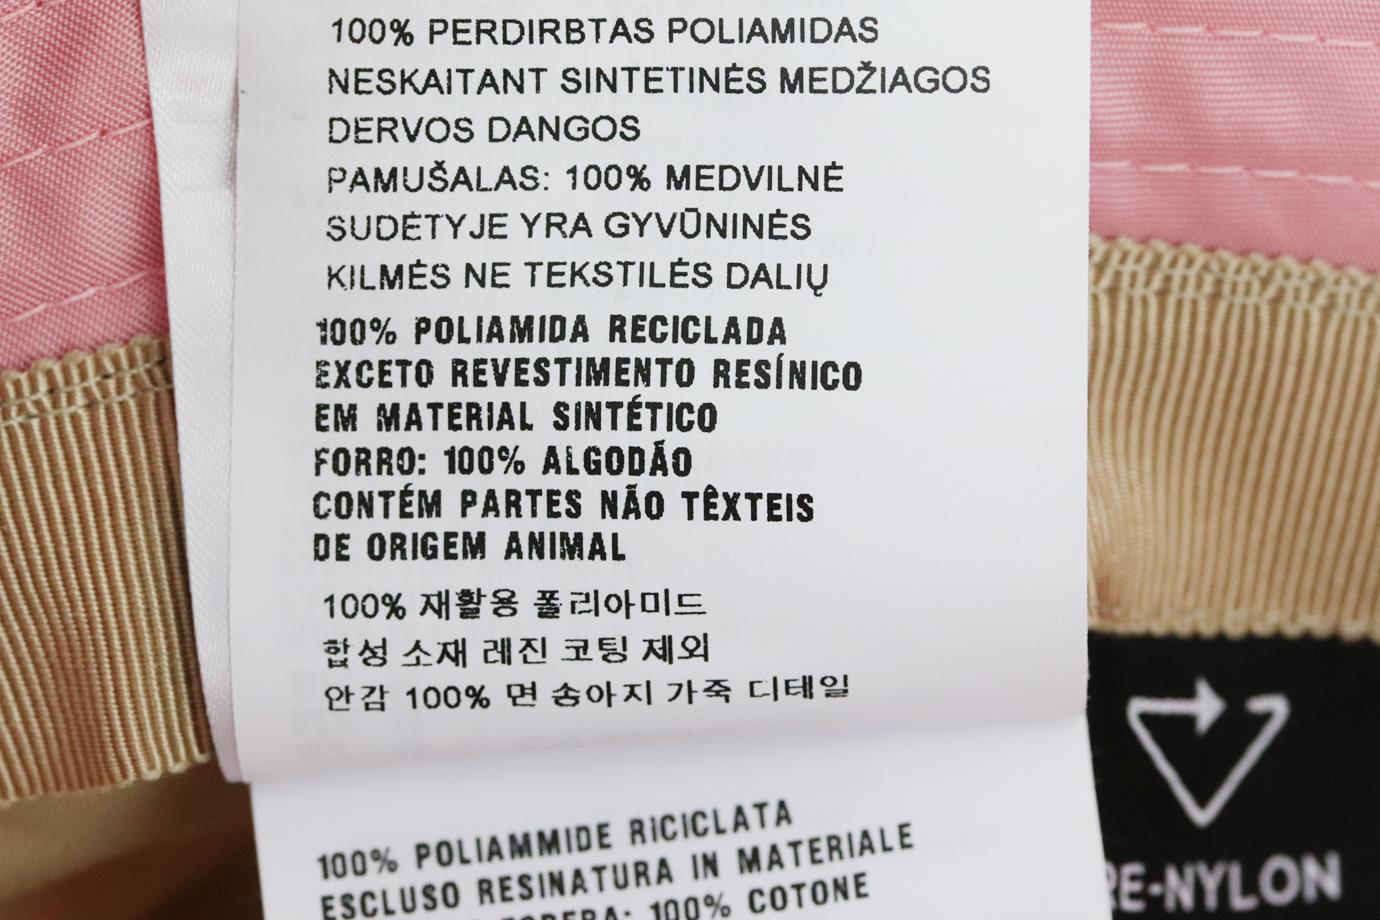 100% PERDIRBTAS POLIAMIDAS
NESKAITANT SINTETINĖS MEDŽIAGOS
DERVOS DANGOS
PAMUŠALAS: 100% MEDVILNĖ
SUDĖTYJE YRA GYVŪNINĖS
KILMĖS NE TEKSTILĖS DALIŲ
100% POLIAMIDA RECICLADA
EXCETO REVESTIMENTO RESÍNICO
EM MATERIAL SINTÉTICO
FORRO: 100% ALGODÃO
CONTÉM PARTES NÃO TÊXTEIS
DE ORIGEM ANIMAL
100% 재활용 폴리아미드
합성 소재 레진 코팅 제외
안감 100% 면 송아지 가죽 디테일
100% POLIAMMIDE RICICLATA
ESCLUSO RESINATURA IN MATERIALE
FODERA: 100% COTONE
RE-NYLON